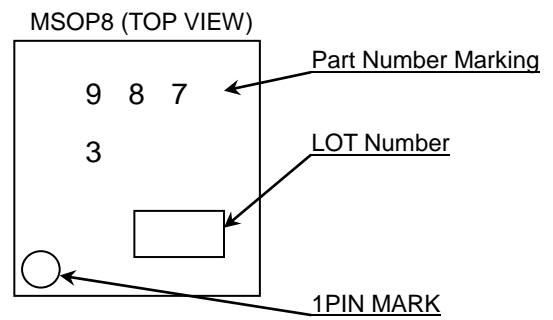 MSOP8 (TOP VIEW)
Part Number Marking
9 8 7
LOT Number
3
1PIN MARK